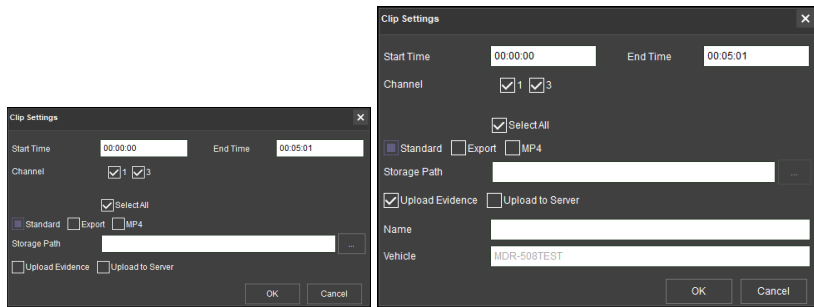 Clip Settings
Start Time 00:00:00 End Time 00:05:01
Channel 1 3
Select All
Standard Export MP4
Storage Path ...
Upload Evidence Upload to Server
OK Cancel
Clip Settings
Start Time 00:00:00 End Time 00:05:01
Channel 1 3
Select All
Standard Export MP4
Storage Path ...
Upload Evidence Upload to Server
Name
Vehicle MDR-508TEST
OK Cancel